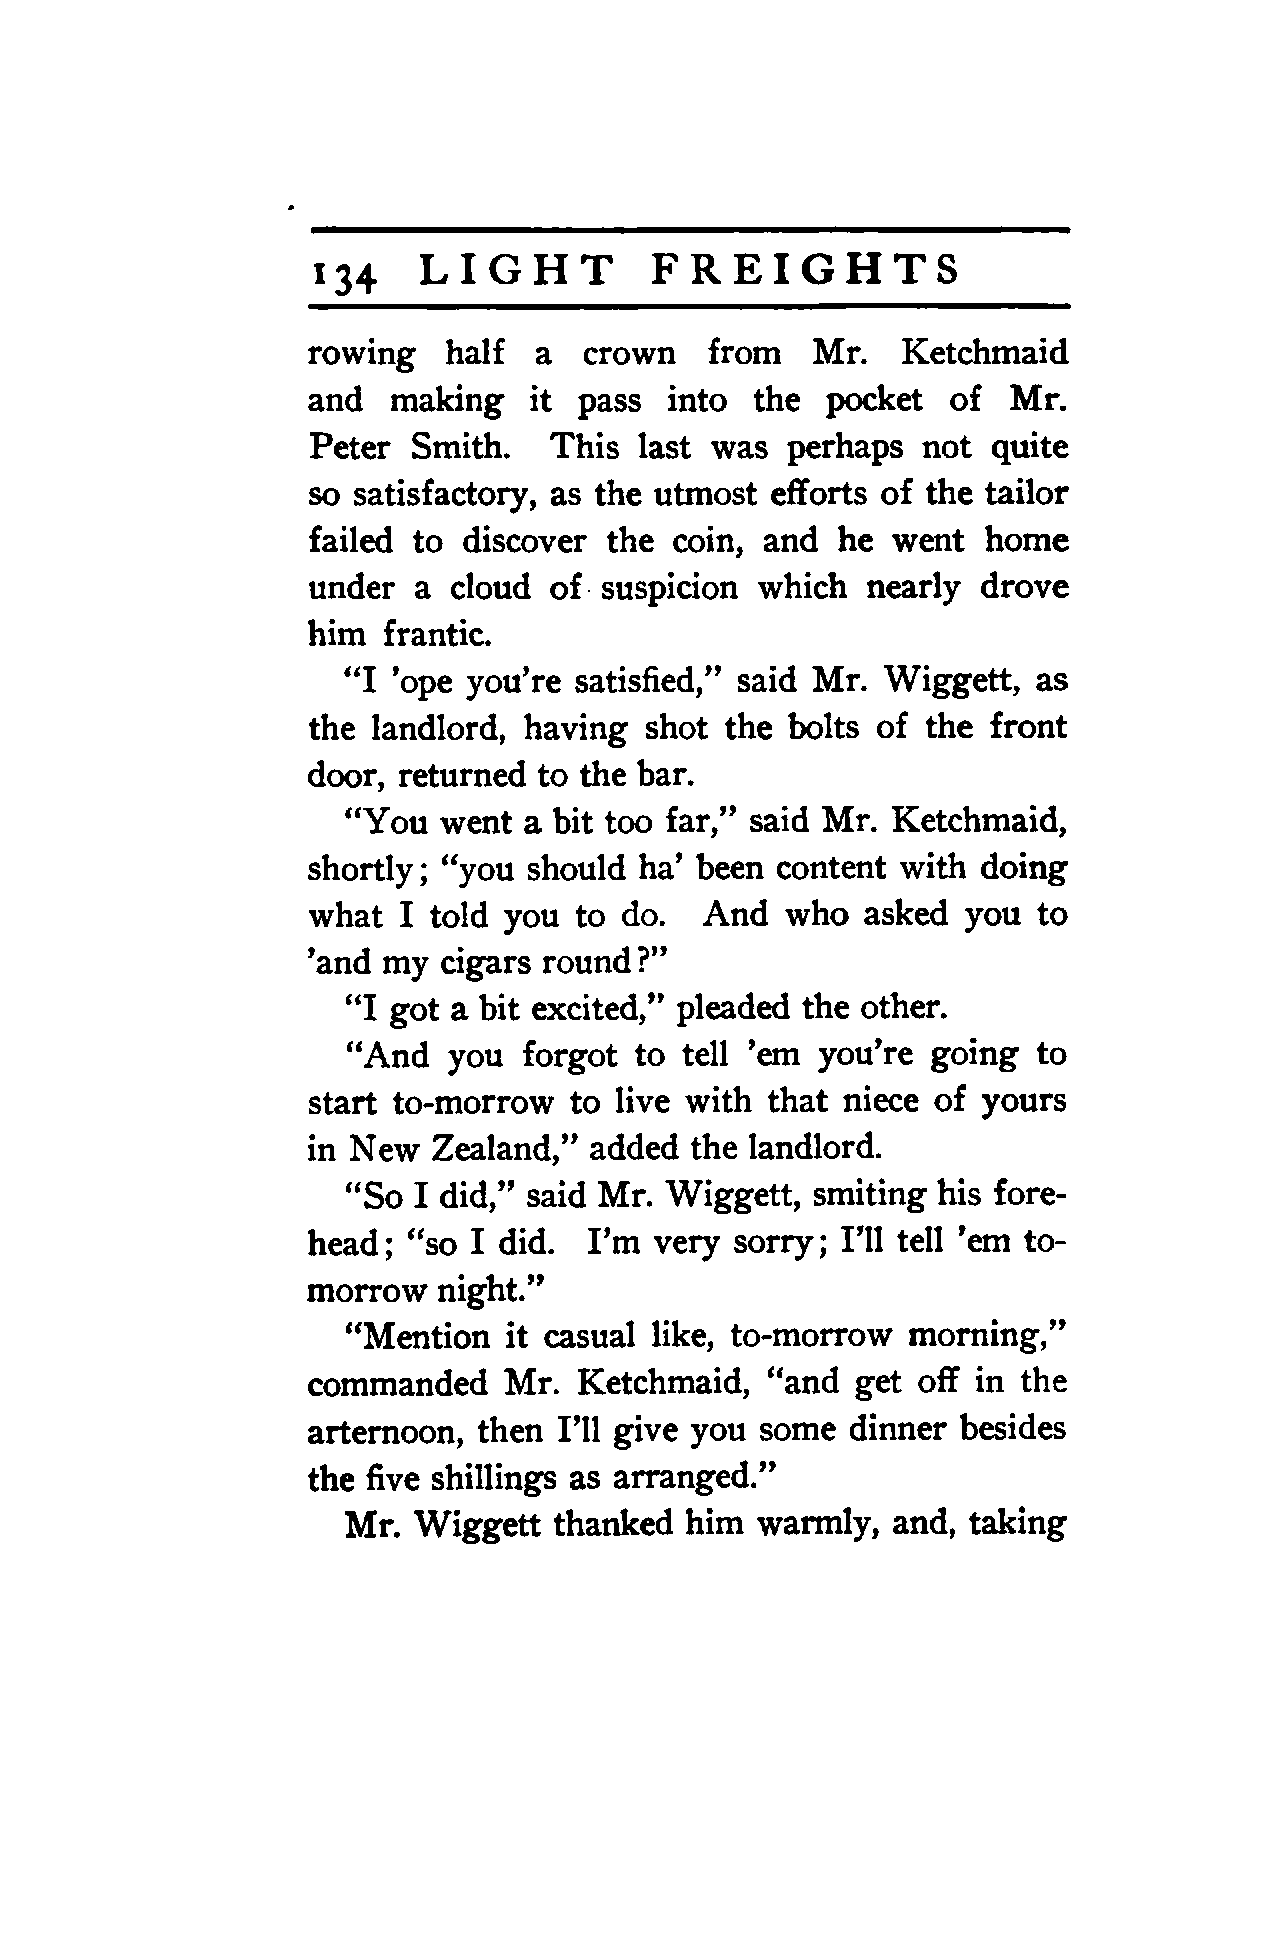 134 LIGHT FREIGHTS
rowing half a crown from Mr. Ketchmaid
and making it pass into the pocket of Mr.
Peter Smith. This last was perhaps not quite
so satisfactory, as the utmost efforts of the tailor
failed to discover the coin, and he went home
under a cloud of suspicion which nearly drove
him frantic.
“I ’ope you’re satisfied,” said Mr. Wiggett, as
the landlord, having shot the bolts of the front
door, returned to the bar.
“You went a bit too far,” said Mr. Ketchmaid,
shortly; “you should ha’ been content with doing
what I told you to do. And who asked you to
’and my cigars round?”
“I got a bit excited,” pleaded the other.
“And you forgot to tell ’em you’re going to
start to-morrow to live with that niece of yours
in New Zealand,” added the landlord.
“So I did,” said Mr. Wiggett, smiting his fore-
head; “so I did. I’m very sorry; I’ll tell ’em to-
morrow night.”
“Mention it casual like, to-morrow morning,”
commanded Mr. Ketchmaid, “and get off in the
arternoon, then I’ll give you some dinner besides
the five shillings as arranged.”
Mr. Wiggett thanked him warmly, and, taking